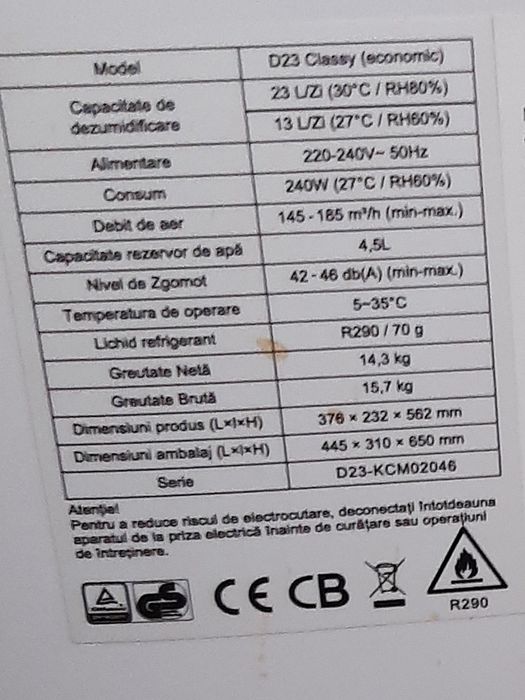 Model D23 Classy (economic)
Capacitate de dezumidificare 23 L/Zi (30°C / RH80%)
13 L/Zi (27°C / RH60%)
Alimentare 220-240V~ 50Hz
Consum 240W (27°C / RH60%)
Debit de aer 145 - 185 m³/h (min-max.)
Capacitate rezervor de apă 4,5L
Nivel de Zgomot 42 - 46 db(A) (min-max.)
Temperatura de operare 5~35°C
Lichid refrigerant R290 / 70 g
Greutate Netă 14,3 kg
Greutate Brută 15,7 kg
Dimensiuni produs (L×l×H) 376 × 232 × 562 mm
Dimensiuni ambalaj (L×l×H) 445 × 310 × 650 mm
Serie D23-KCM02046
Atenție!
Pentru a reduce riscul de electrocutare, deconectați întotdeauna
aparatul de la priza electrică înainte de curățare sau operațiuni
de întreținere.
CE CB
R290